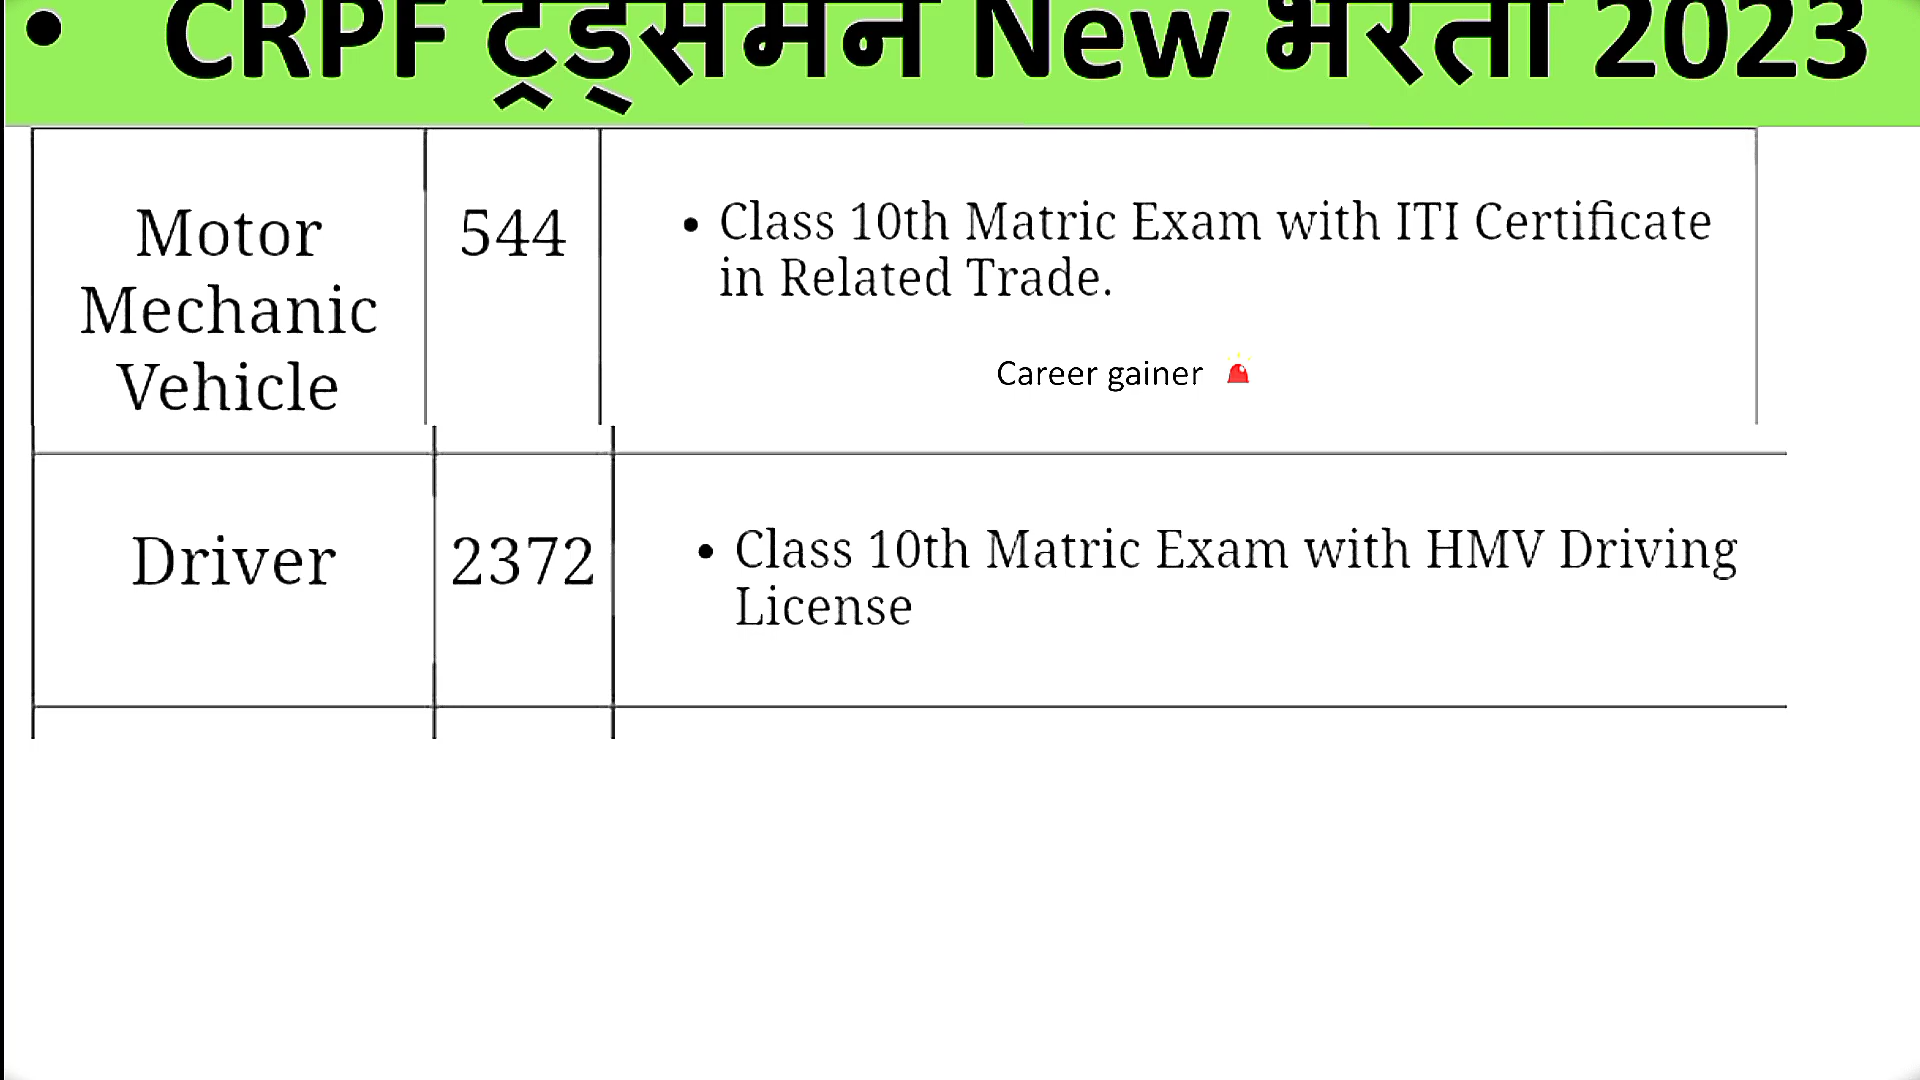 • CRPF ट्रेड्समैन New भर्ती 2023
Motor
Mechanic
Vehicle
544
• Class 10th Matric Exam with ITI Certificate
in Related Trade.
Career gainer
Driver
2372
• Class 10th Matric Exam with HMV Driving
License